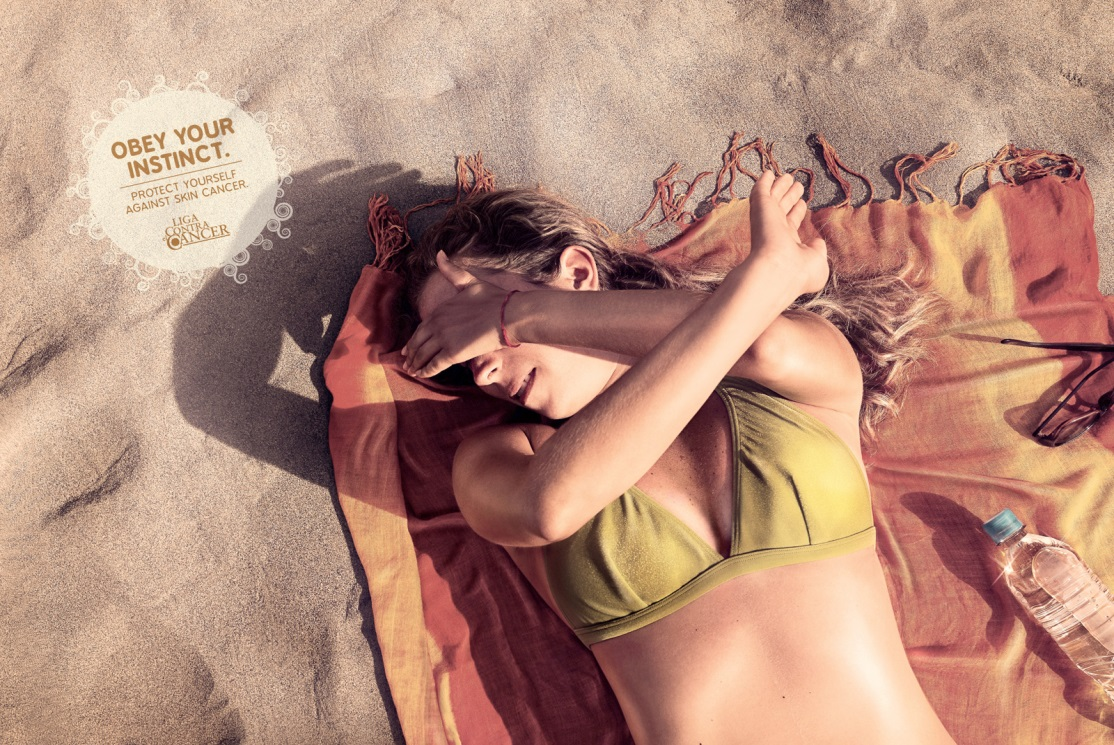 OBEY YOUR
INSTINCT.
PROTECT YOURSELF
AGAINST SKIN CANCER.
LIGA
CONTRA
CANCER